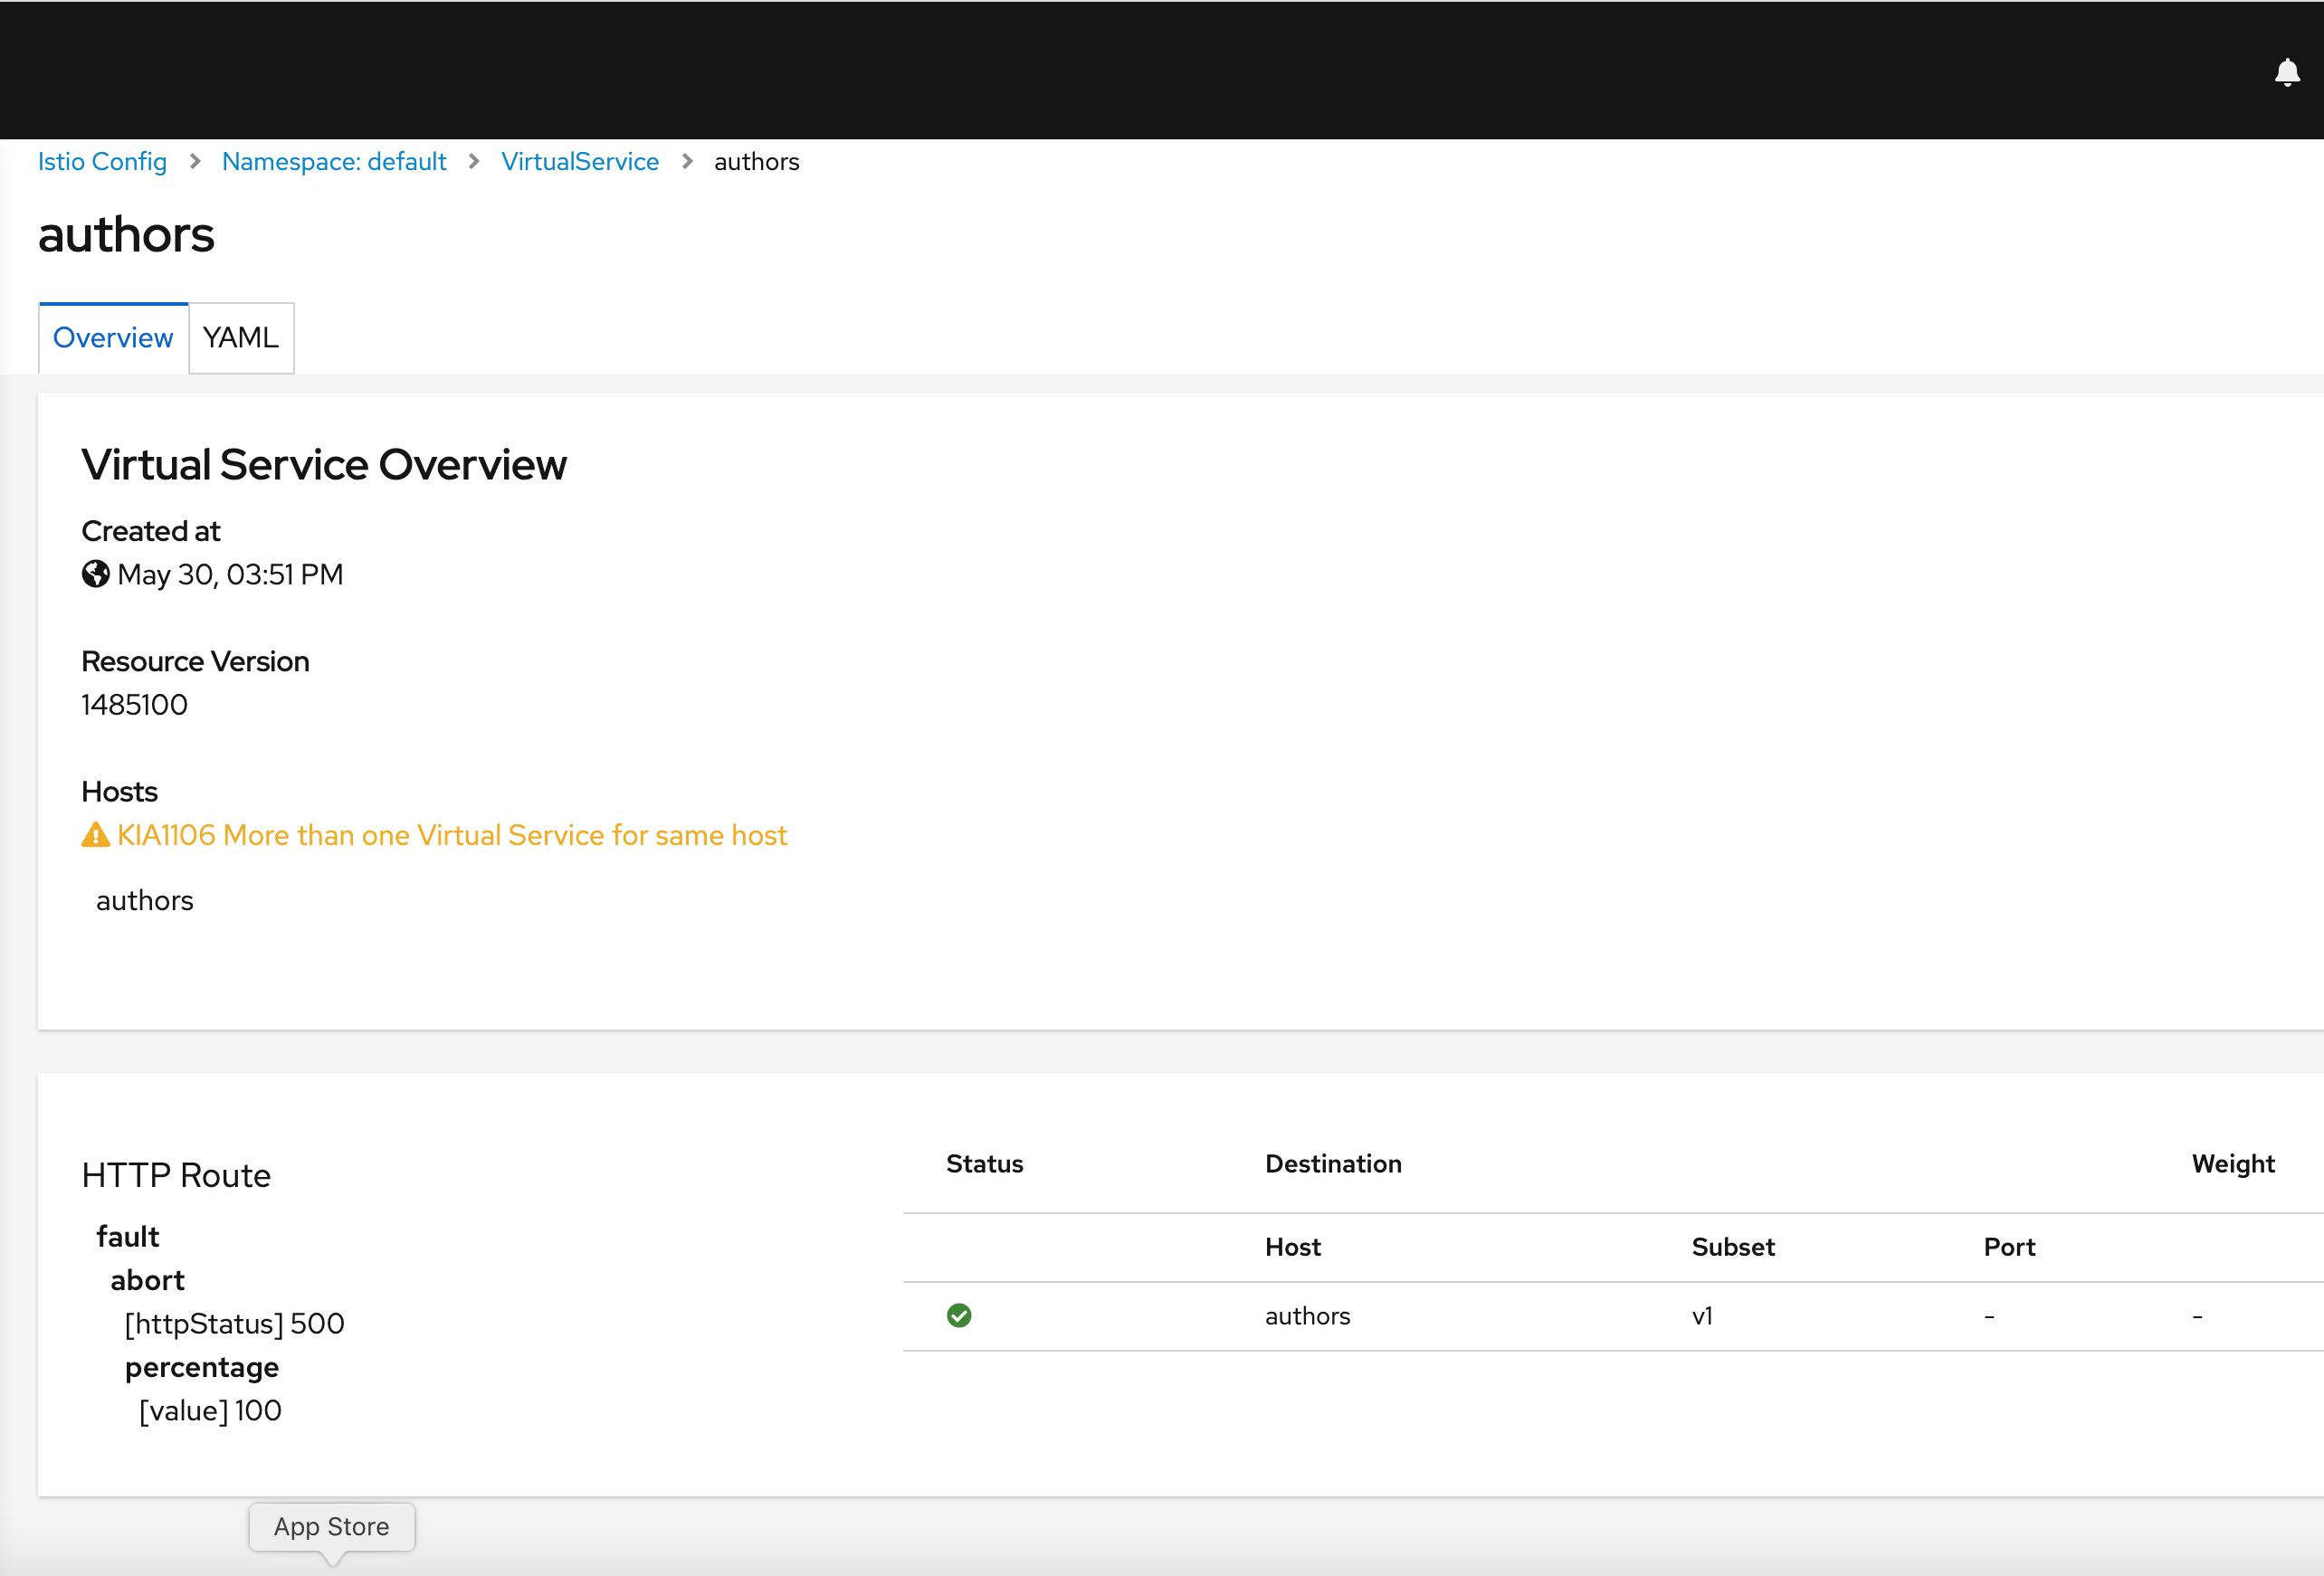 Istio Config > Namespace: default > VirtualService > authors
authors
Overview YAML
Virtual Service Overview
Created at
May 30, 03:51 PM
Resource Version
1485100
Hosts
KIA1106 More than one Virtual Service for same host
authors
HTTP Route
fault
abort
[httpStatus] 500
percentage
[value] 100
Status Destination Weight
Host Subset Port
authors v1 - -
App Store